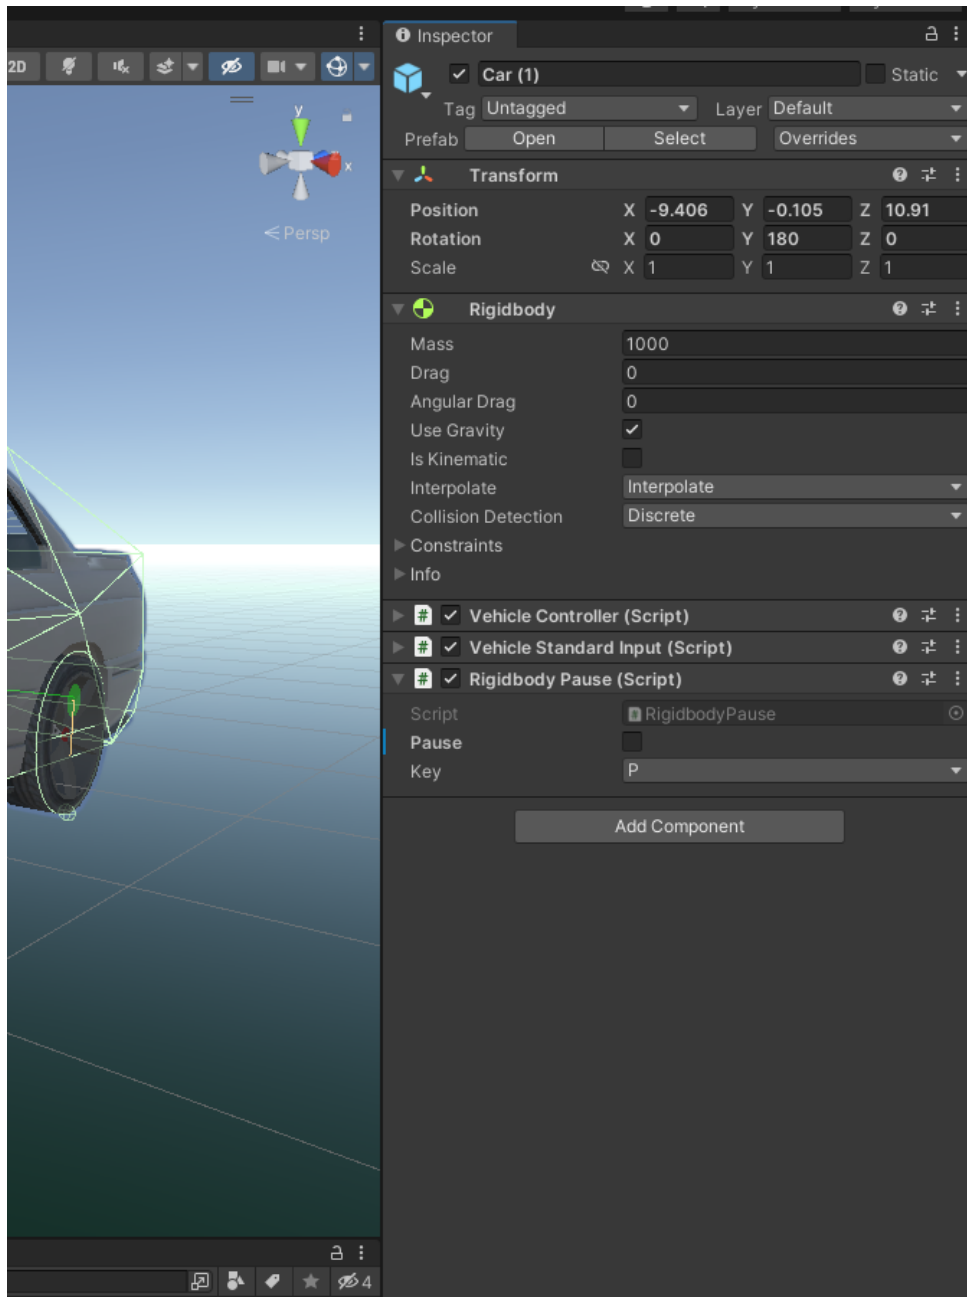 Inspector
2D
Car (1)
Static
Tag Untagged Layer Default
Prefab Open Select Overrides
y
x
Persp
Transform
Position X -9.406 Y -0.105 Z 10.91
Rotation X 0 Y 180 Z 0
Scale X 1 Y 1 Z 1
Rigidbody
Mass 1000
Drag 0
Angular Drag 0
Use Gravity
Is Kinematic
Interpolate Interpolate
Collision Detection Discrete
Constraints
Info
# Vehicle Controller (Script)
# Vehicle Standard Input (Script)
# Rigidbody Pause (Script)
Script RigidbodyPause
Pause
Key P
Add Component
4